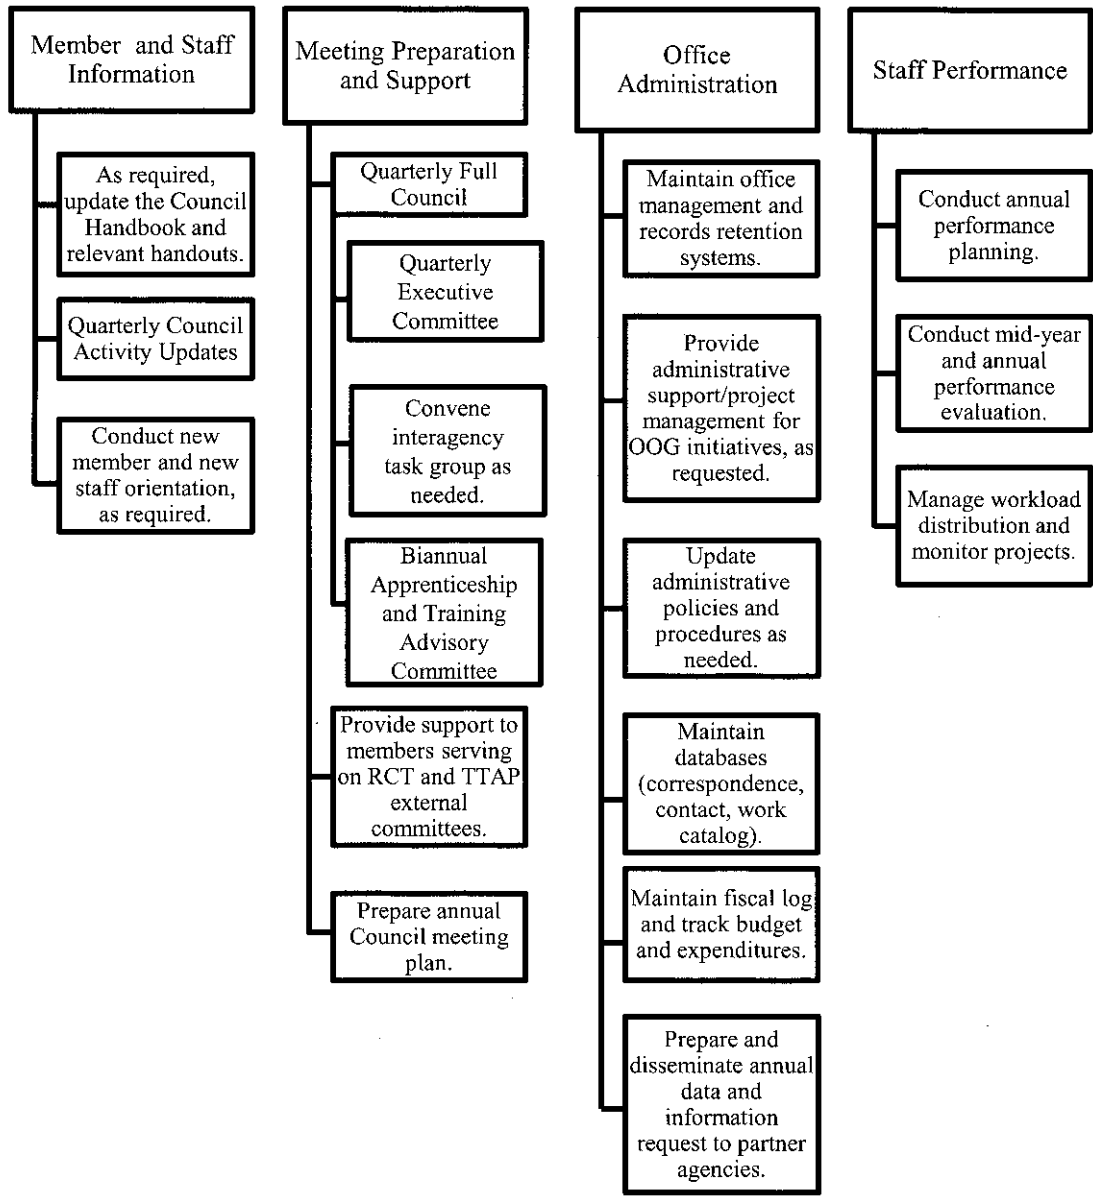 Member and Staff
Information
As required,
update the Council
Handbook and
relevant handouts.
Quarterly Council
Activity Updates
Conduct new
member and new
staff orientation,
as required.
Meeting Preparation
and Support
Quarterly Full
Council
Quarterly
Executive
Committee
Convene
interagency
task group as
needed.
Biannual
Apprenticeship
and Training
Advisory
Committee
Provide support to
members serving
on RCT and TTAP
external
committees.
Prepare annual
Council meeting
plan.
Office
Administration
Maintain office
management and
records retention
systems.
Provide
administrative
support/project
management for
OOG initiatives, as
requested.
Update
administrative
policies and
procedures as
needed.
Maintain
databases
(correspondence,
contact, work
catalog).
Maintain fiscal log
and track budget
and expenditures.
Prepare and
disseminate annual
data and
information
request to partner
agencies.
Staff Performance
Conduct annual
performance
planning.
Conduct mid-year
and annual
performance
evaluation.
Manage workload
distribution and
monitor projects.